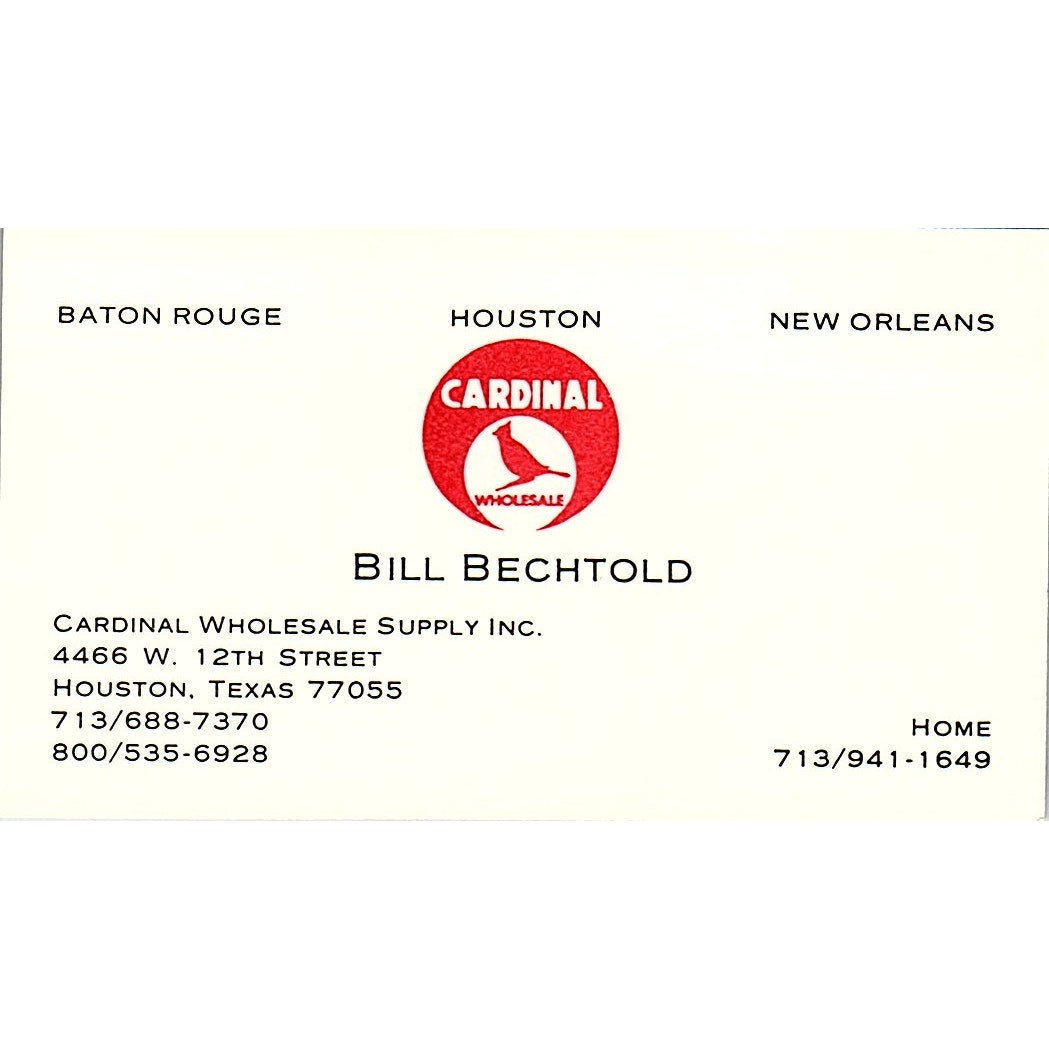 BATON ROUGE HOUSTON NEW ORLEANS
CARDINAL
WHOLESALE
BILL BECHTOLD
CARDINAL WHOLESALE SUPPLY INC.
4466 W. 12TH STREET
HOUSTON, TEXAS 77055
713/688-7370
800/535-6928
HOME
713/941-1649